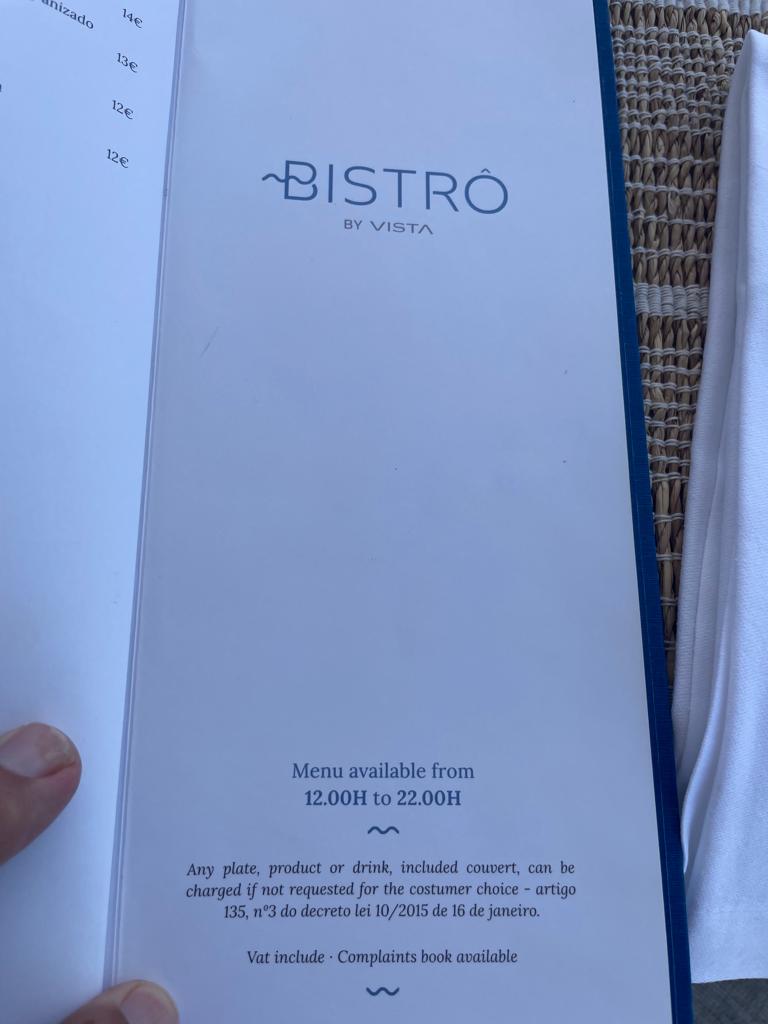 14€
13€
12€
12€
BISTRÔ
BY VISTA
Menu available from
12.00H to 22.00H
Any plate, product or drink, included couvert, can be
charged if not requested for the costumer choice - artigo
135, nº3 do decreto lei 10/2015 de 16 de janeiro.
Vat include · Complaints book available